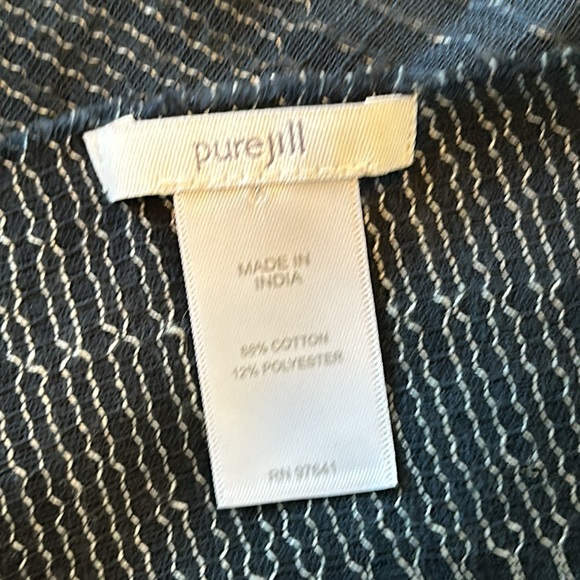 purejill
MADE IN
INDIA
88% COTTON
12% POLYESTER
RN 97641